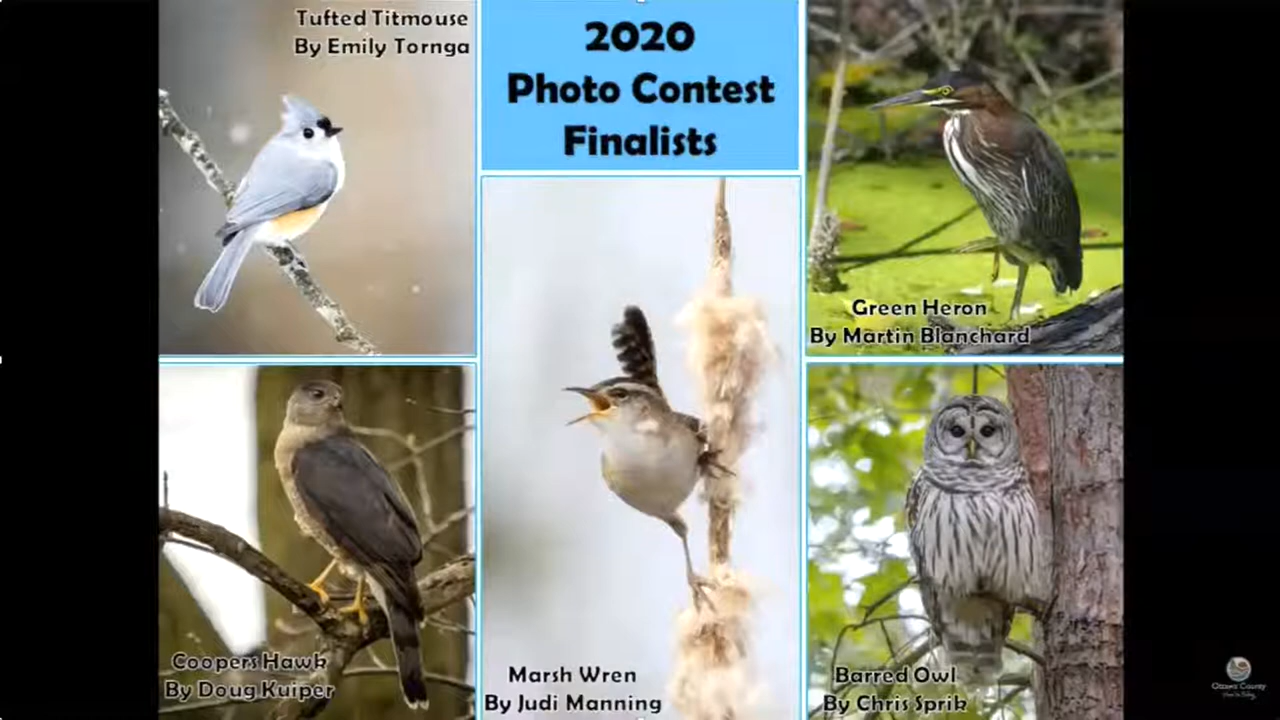 Tufted Titmouse
By Emily Tornga
2020
Photo Contest
Finalists
Green Heron
By Martin Blanchard
Coopers Hawk
By Doug Kuiper
Marsh Wren
By Judi Manning
Barred Owl
By Chris Sprik
Ottawa County